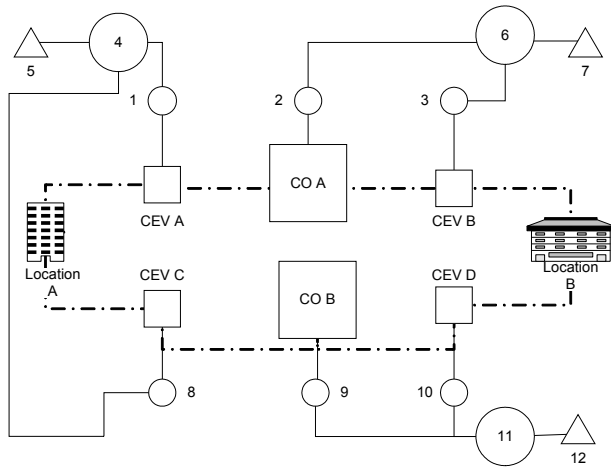 4
6
5
7
1
2
3
CO A
CEV A
CEV B
Location
A
Location
B
CEV C
CO B
CEV D
8
9
10
11
12